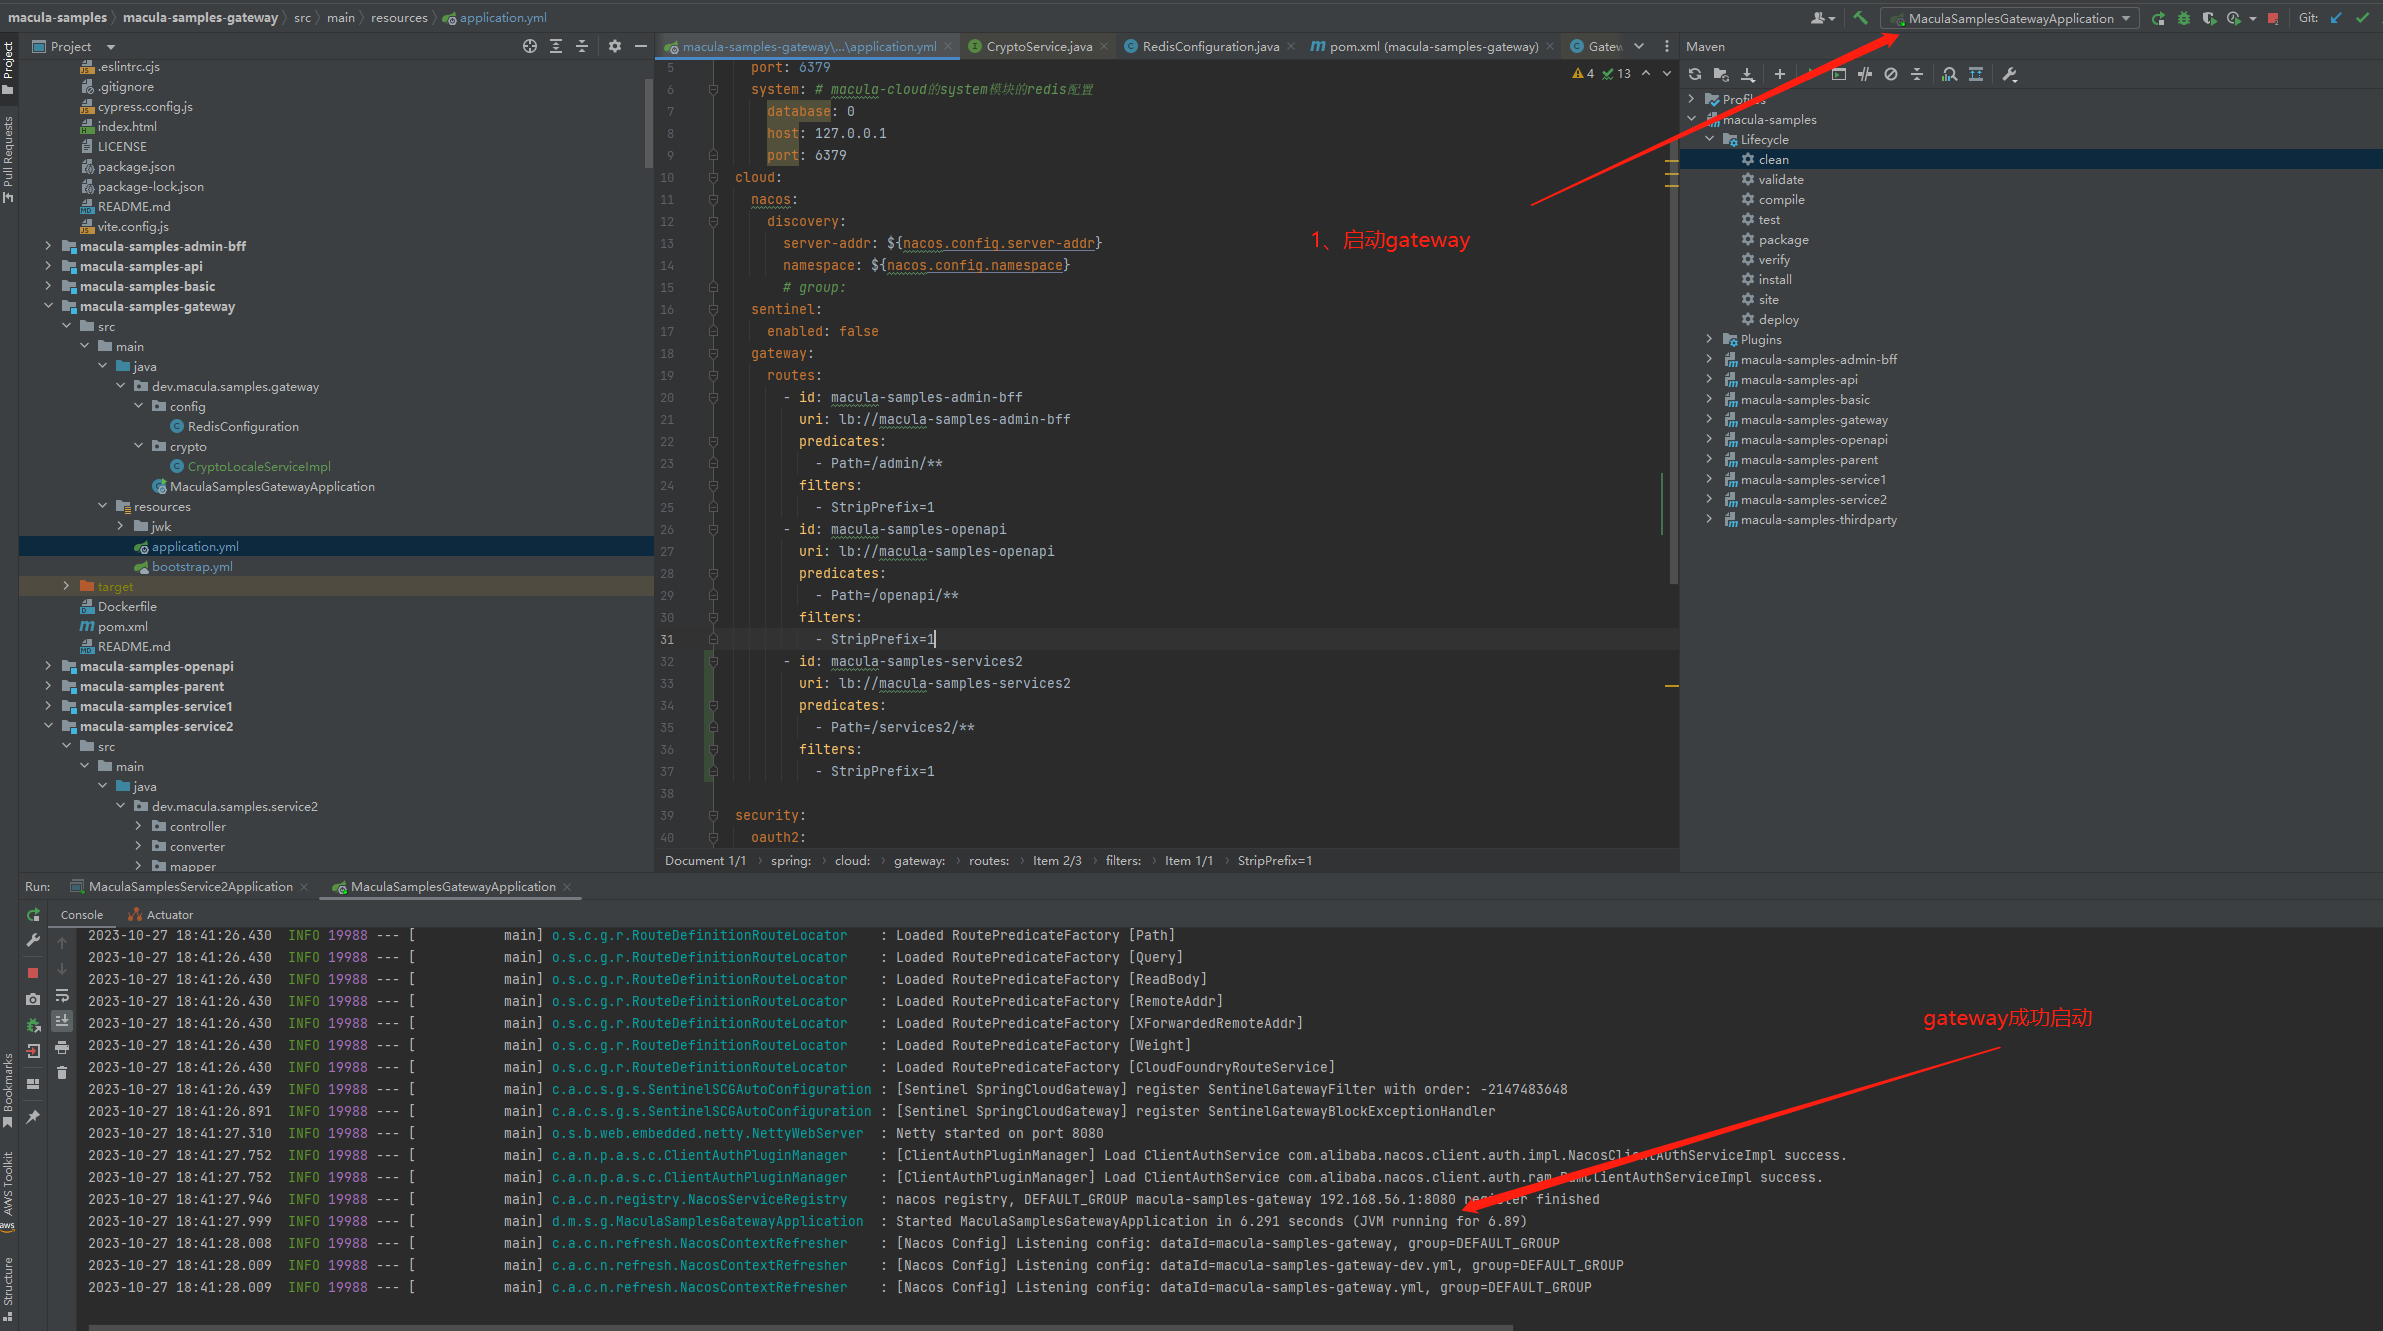 macula-samples › macula-samples-gateway › src › main › resources › application.yml
MaculaSamplesGatewayApplication
Git:
Project
macula-samples-gateway\...\application.yml
CryptoService.java
RedisConfiguration.java
pom.xml (macula-samples-gateway)
Gatew
Maven
Project
Pull Requests
Bookmarks
AWS Toolkit
aws
Structure
.eslintrc.cjs
.gitignore
cypress.config.js
index.html
LICENSE
package.json
package-lock.json
README.md
vite.config.js
macula-samples-admin-bff
macula-samples-api
macula-samples-basic
macula-samples-gateway
src
main
java
dev.macula.samples.gateway
config
RedisConfiguration
crypto
CryptoLocaleServiceImpl
MaculaSamplesGatewayApplication
resources
jwk
application.yml
bootstrap.yml
target
Dockerfile
pom.xml
README.md
macula-samples-openapi
macula-samples-parent
macula-samples-service1
macula-samples-service2
src
main
java
dev.macula.samples.service2
controller
converter
mapper
4 13
5 port: 6379
6 system: # macula-cloud的system模块的redis配置
7 database: 0
8 host: 127.0.0.1
9 port: 6379
10 cloud:
11 nacos:
12 discovery:
13 server-addr: ${nacos.config.server-addr}
14 namespace: ${nacos.config.namespace}
15 # group:
16 sentinel:
17 enabled: false
18 gateway:
19 routes:
20 - id: macula-samples-admin-bff
21 uri: lb://macula-samples-admin-bff
22 predicates:
23 - Path=/admin/**
24 filters:
25 - StripPrefix=1
26 - id: macula-samples-openapi
27 uri: lb://macula-samples-openapi
28 predicates:
29 - Path=/openapi/**
30 filters:
31 - StripPrefix=1
32 - id: macula-samples-services2
33 uri: lb://macula-samples-services2
34 predicates:
35 - Path=/services2/**
36 filters:
37 - StripPrefix=1
38
39 security:
40 oauth2:
Document 1/1 › spring: › cloud: › gateway: › routes: › Item 2/3 › filters: › Item 1/1 › StripPrefix=1
1、启动gateway
Profiles
macula-samples
Lifecycle
clean
validate
compile
test
package
verify
install
site
deploy
Plugins
macula-samples-admin-bff
macula-samples-api
macula-samples-basic
macula-samples-gateway
macula-samples-openapi
macula-samples-parent
macula-samples-service1
macula-samples-service2
macula-samples-thirdparty
Run: MaculaSamplesService2Application MaculaSamplesGatewayApplication
Console Actuator
2023-10-27 18:41:26.430 INFO 19988 --- [ main] o.s.c.g.r.RouteDefinitionRouteLocator : Loaded RoutePredicateFactory [Path]
2023-10-27 18:41:26.430 INFO 19988 --- [ main] o.s.c.g.r.RouteDefinitionRouteLocator : Loaded RoutePredicateFactory [Query]
2023-10-27 18:41:26.430 INFO 19988 --- [ main] o.s.c.g.r.RouteDefinitionRouteLocator : Loaded RoutePredicateFactory [ReadBody]
2023-10-27 18:41:26.430 INFO 19988 --- [ main] o.s.c.g.r.RouteDefinitionRouteLocator : Loaded RoutePredicateFactory [RemoteAddr]
2023-10-27 18:41:26.430 INFO 19988 --- [ main] o.s.c.g.r.RouteDefinitionRouteLocator : Loaded RoutePredicateFactory [XForwardedRemoteAddr]
2023-10-27 18:41:26.430 INFO 19988 --- [ main] o.s.c.g.r.RouteDefinitionRouteLocator : Loaded RoutePredicateFactory [Weight]
2023-10-27 18:41:26.430 INFO 19988 --- [ main] o.s.c.g.r.RouteDefinitionRouteLocator : Loaded RoutePredicateFactory [CloudFoundryRouteService]
2023-10-27 18:41:26.439 INFO 19988 --- [ main] c.a.c.s.g.s.SentinelSCGAutoConfiguration : [Sentinel SpringCloudGateway] register SentinelGatewayFilter with order: -2147483648
2023-10-27 18:41:26.891 INFO 19988 --- [ main] c.a.c.s.g.s.SentinelSCGAutoConfiguration : [Sentinel SpringCloudGateway] register SentinelGatewayBlockExceptionHandler
2023-10-27 18:41:27.310 INFO 19988 --- [ main] o.s.b.web.embedded.netty.NettyWebServer : Netty started on port 8080
2023-10-27 18:41:27.752 INFO 19988 --- [ main] c.a.n.p.a.s.c.ClientAuthPluginManager : [ClientAuthPluginManager] Load ClientAuthService com.alibaba.nacos.client.auth.impl.NacosClientAuthServiceImpl success.
2023-10-27 18:41:27.752 INFO 19988 --- [ main] c.a.n.p.a.s.c.ClientAuthPluginManager : [ClientAuthPluginManager] Load ClientAuthService com.alibaba.nacos.client.auth.ram.RamClientAuthServiceImpl success.
2023-10-27 18:41:27.946 INFO 19988 --- [ main] c.a.c.n.registry.NacosServiceRegistry : nacos registry, DEFAULT_GROUP macula-samples-gateway 192.168.56.1:8080 register finished
2023-10-27 18:41:27.999 INFO 19988 --- [ main] d.m.s.g.MaculaSamplesGatewayApplication : Started MaculaSamplesGatewayApplication in 6.291 seconds (JVM running for 6.89)
2023-10-27 18:41:28.008 INFO 19988 --- [ main] c.a.c.n.refresh.NacosContextRefresher : [Nacos Config] Listening config: dataId=macula-samples-gateway, group=DEFAULT_GROUP
2023-10-27 18:41:28.009 INFO 19988 --- [ main] c.a.c.n.refresh.NacosContextRefresher : [Nacos Config] Listening config: dataId=macula-samples-gateway-dev.yml, group=DEFAULT_GROUP
2023-10-27 18:41:28.009 INFO 19988 --- [ main] c.a.c.n.refresh.NacosContextRefresher : [Nacos Config] Listening config: dataId=macula-samples-gateway.yml, group=DEFAULT_GROUP
gateway成功启动